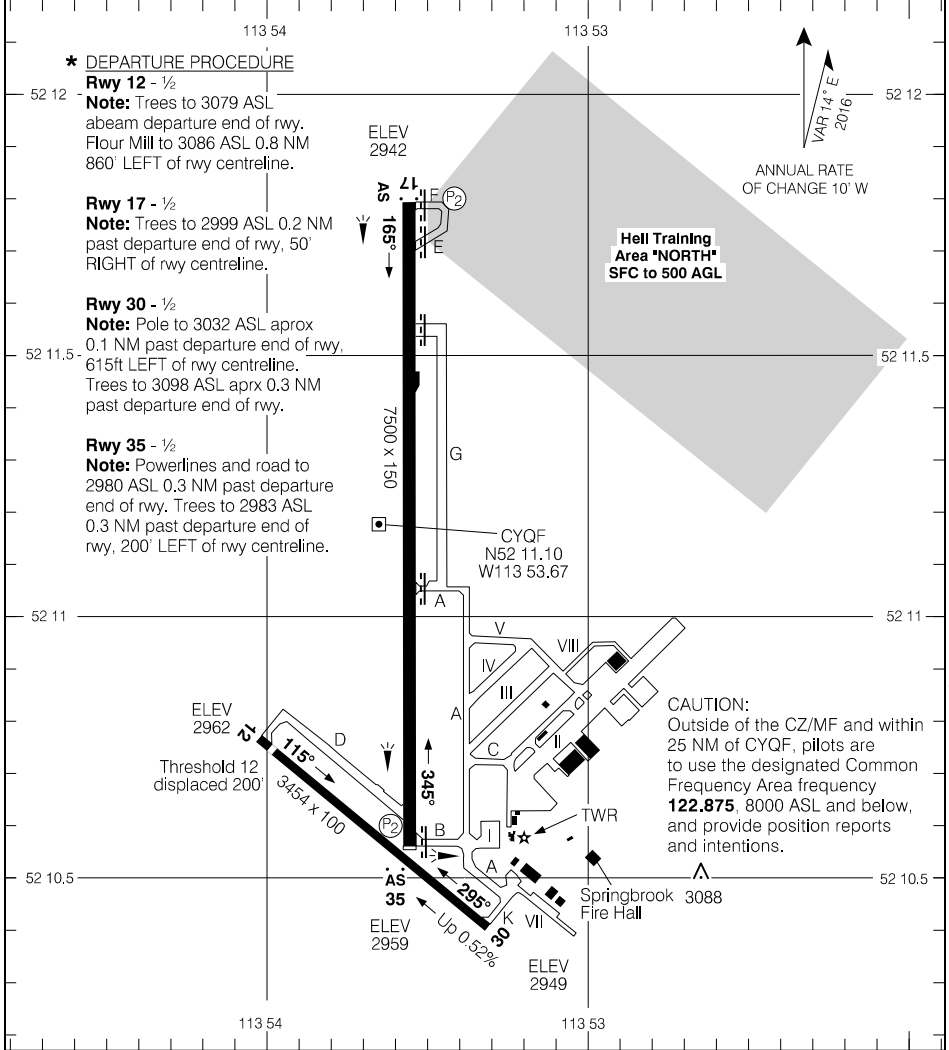 113 54
113 53
* DEPARTURE PROCEDURE
Rwy 12 - ½
Note: Trees to 3079 ASL
abeam departure end of rwy.
Flour Mill to 3086 ASL 0.8 NM
860' LEFT of rwy centreline.
Rwy 17 - ½
Note: Trees to 2999 ASL 0.2 NM
past departure end of rwy, 50'
RIGHT of rwy centreline.
Rwy 30 - ½
Note: Pole to 3032 ASL aprox
0.1 NM past departure end of rwy,
615ft LEFT of rwy centreline.
Trees to 3098 ASL aprx 0.3 NM
past departure end of rwy.
Rwy 35 - ½
Note: Powerlines and road to
2980 ASL 0.3 NM past departure
end of rwy. Trees to 2983 ASL
0.3 NM past departure end of
rwy, 200' LEFT of rwy centreline.
52 12
52 12
VAR 14° E
2016
ANNUAL RATE
OF CHANGE 10' W
ELEV
2942
AS
17
F
P2
165°
E
Hell Training
Area "NORTH"
SFC to 500 AGL
52 11.5
52 11.5
7500 x 150
G
CYQF
N52 11.10
W113 53.67
A
52 11
52 11
V
VIII
IV
III
A
II
C
ELEV
2962
12
D
115°
Threshold 12
displaced 200'
3454 x 100
345°
P2
B
I
A
TWR
CAUTION:
Outside of the CZ/MF and within
25 NM of CYQF, pilots are
to use the designated Common
Frequency Area frequency
122.875, 8000 ASL and below,
and provide position reports
and intentions.
52 10.5
52 10.5
AS
35
295°
K
VII
Springbrook
Fire Hall
3088
ELEV
2959
Up 0.52%
30
ELEV
2949
113 54
113 53